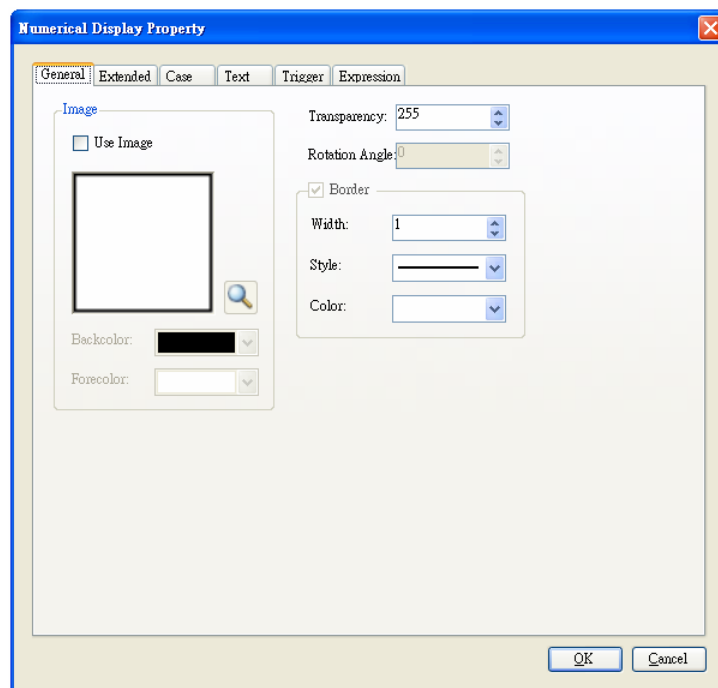 Numerical Display Property
General Extended Case Text Trigger Expression
Image
Use Image
Backcolor:
Forecolor:
Transparency: 255
Rotation Angle: 0
Border
Width: 1
Style:
Color:
OK Cancel